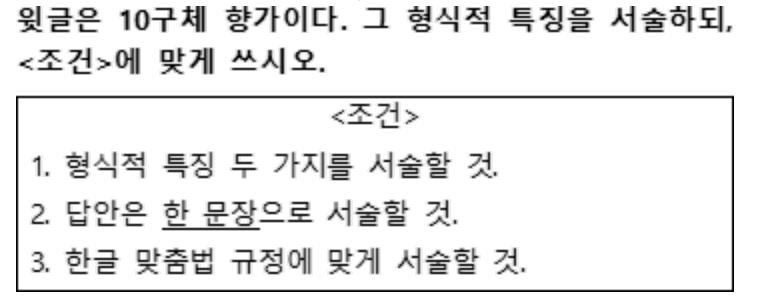 윗글은 10구체 향가이다. 그 형식적 특징을 서술하되,
<조건>에 맞게 쓰시오.
<조건>
1. 형식적 특징 두 가지를 서술할 것.
2. 답안은 한 문장으로 서술할 것.
3. 한글 맞춤법 규정에 맞게 서술할 것.